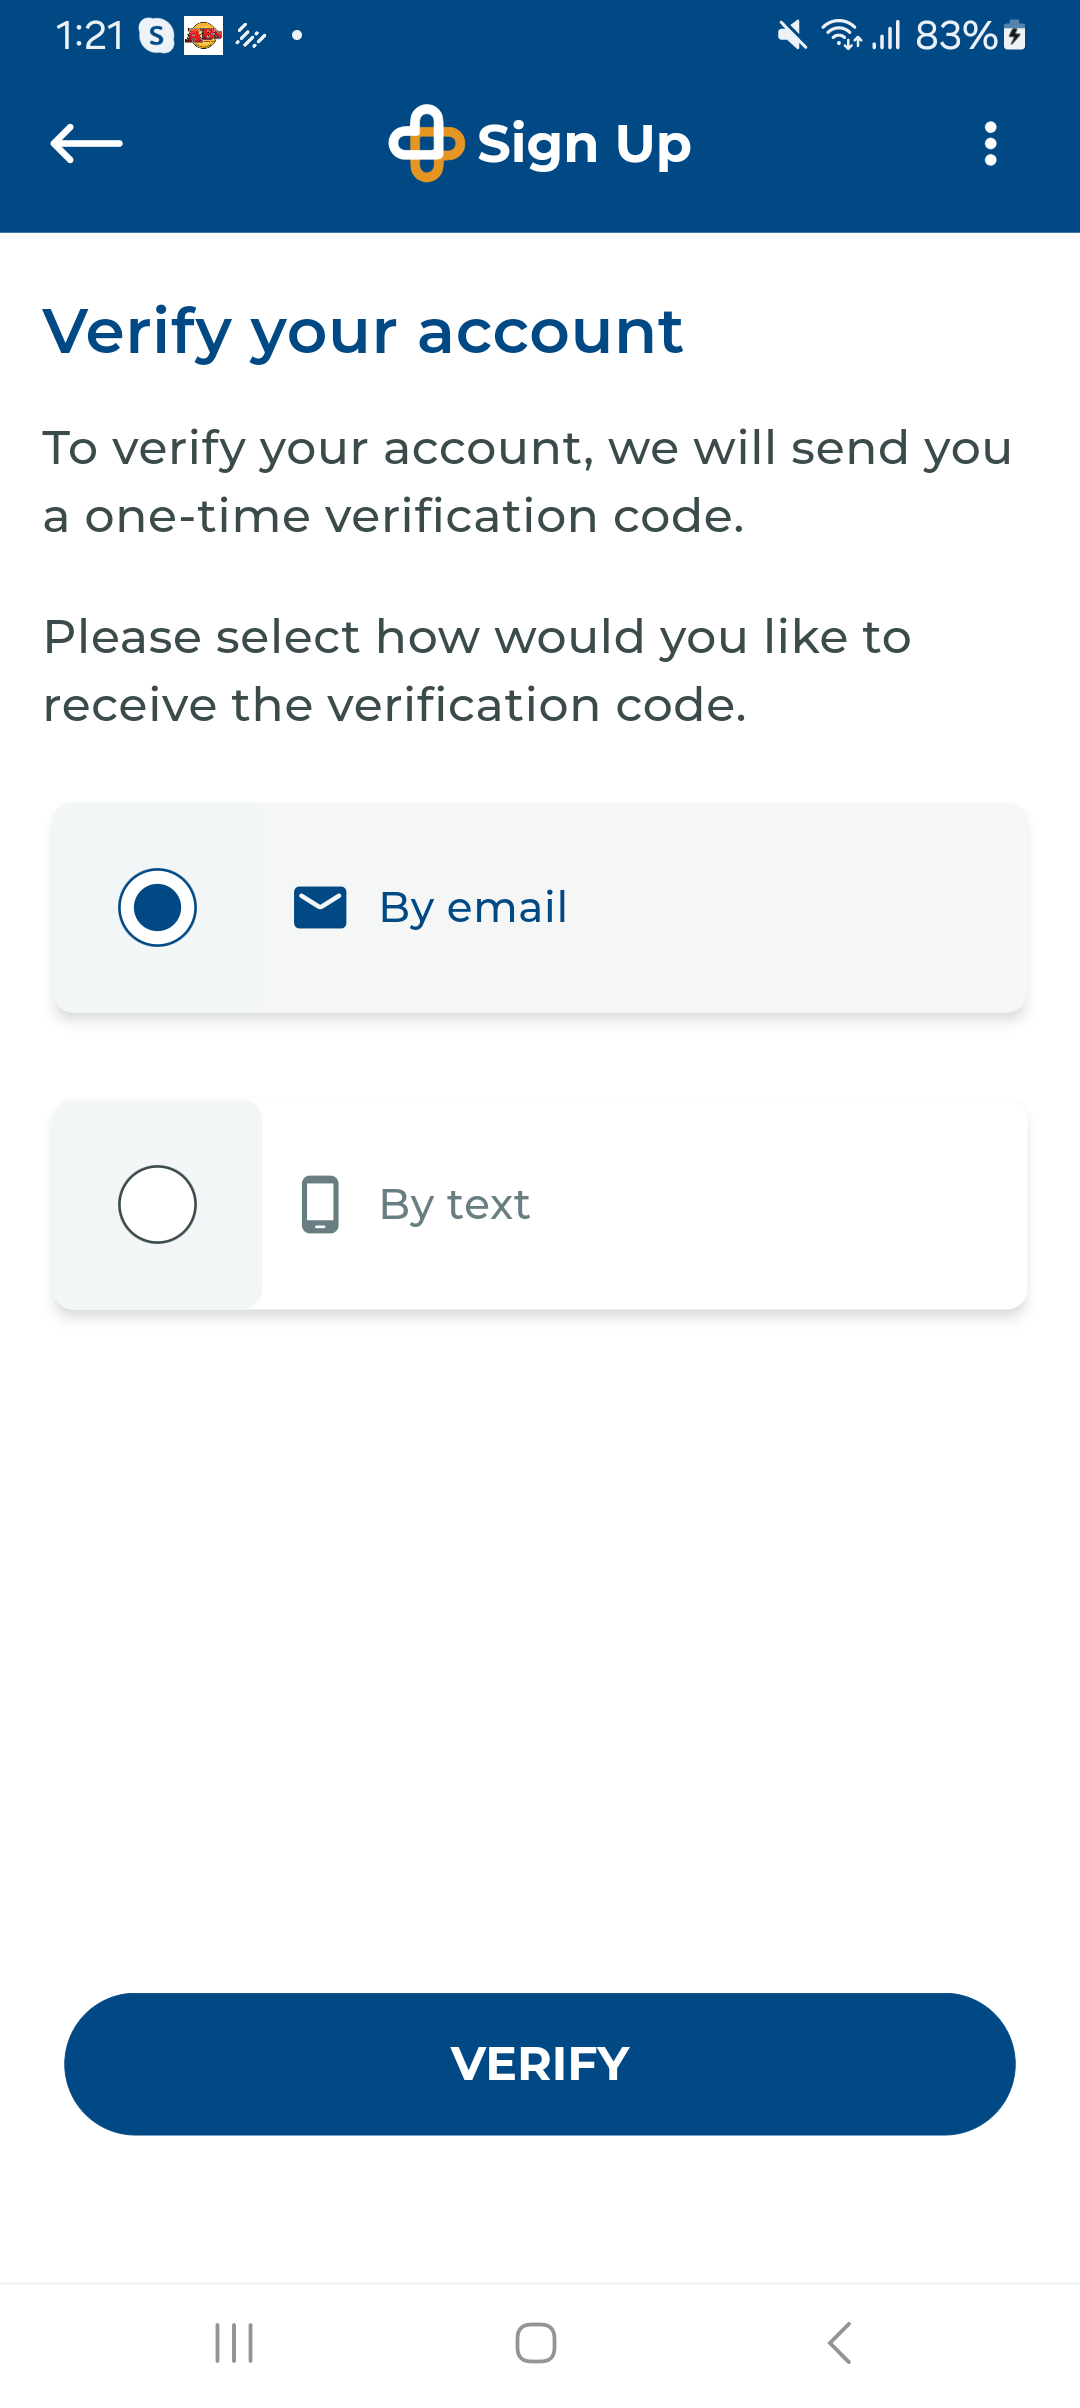 1:21 83%
Sign Up
Verify your account
To verify your account, we will send you
a one-time verification code.
Please select how would you like to
receive the verification code.
By email
By text
VERIFY